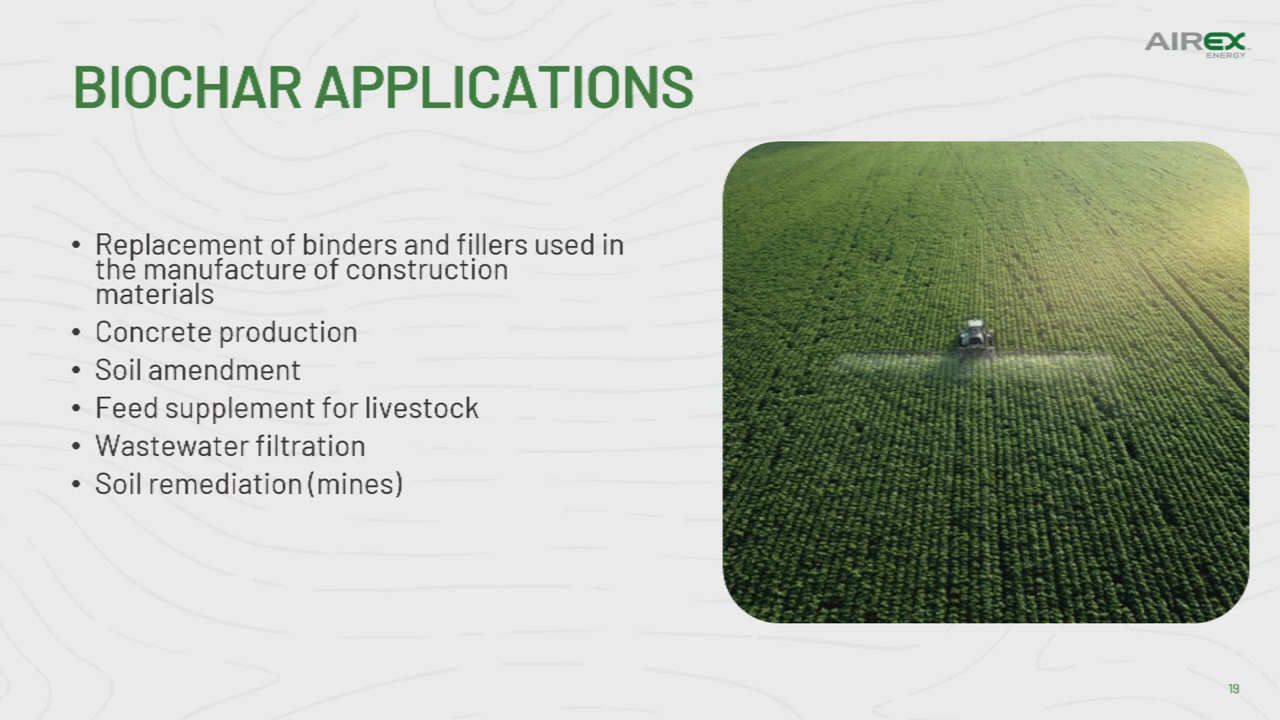 AIREX
ENERGY
BIOCHAR APPLICATIONS
• Replacement of binders and fillers used in
the manufacture of construction
materials
• Concrete production
• Soil amendment
• Feed supplement for livestock
• Wastewater filtration
• Soil remediation (mines)
19